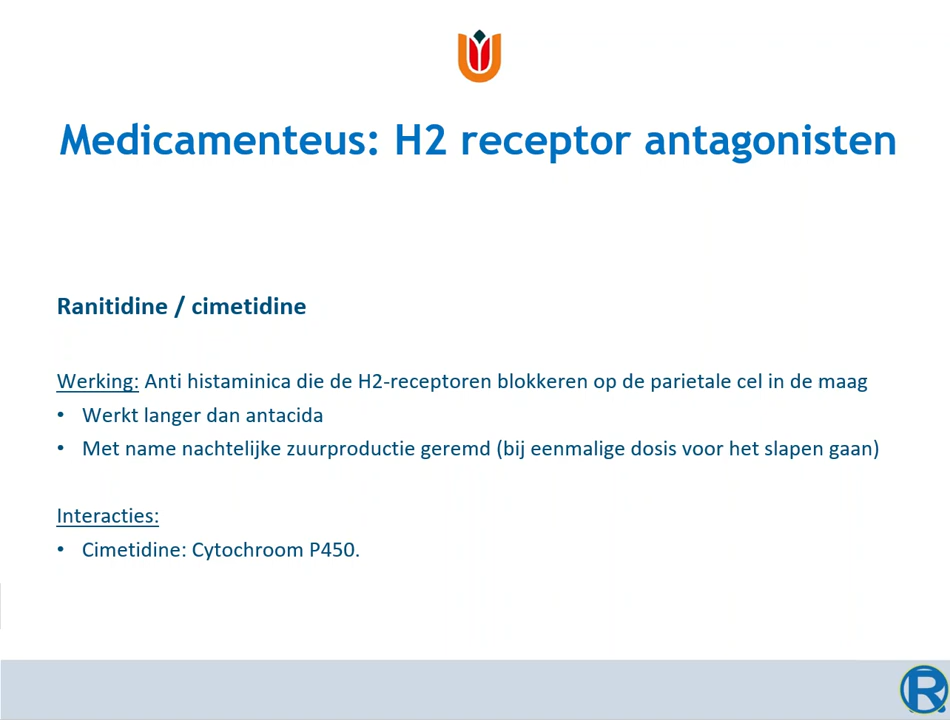 Medicamenteus: H2 receptor antagonisten
Ranitidine / cimetidine
Werking: Anti histaminica die de H2-receptoren blokkeren op de parietale cel in de maag
• Werkt langer dan antacida
• Met name nachtelijke zuurproductie geremd (bij eenmalige dosis voor het slapen gaan)
Interacties:
• Cimetidine: Cytochroom P450.
R